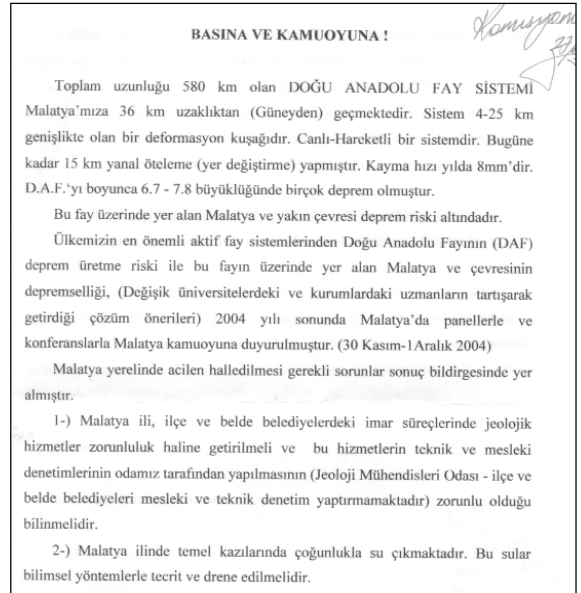 BASINA VE KAMUOYUNA !
Komisyona
Toplam uzunluğu 580 km olan DOĞU ANADOLU FAY SİSTEMİ
Malatya'mıza 36 km uzaklıktan (Güneyden) geçmektedir. Sistem 4-25 km
genişlikte olan bir deformasyon kuşağıdır. Canlı-Hareketli bir sistemdir. Bugüne
kadar 15 km yanal öteleme (yer değiştirme) yapmıştır. Kayma hızı yılda 8mm'dir.
D.A.F.'yı boyunca 6.7 - 7.8 büyüklüğünde birçok deprem olmuştur.
Bu fay üzerinde yer alan Malatya ve yakın çevresi deprem riski altındadır.
Ülkemizin en önemli aktif fay sistemlerinden Doğu Anadolu Fayının (DAF)
deprem üretme riski ile bu fayın üzerinde yer alan Malatya ve çevresinin
depremselliği, (Değişik üniversitelerdeki ve kurumlardaki uzmanların tartışarak
getirdiği çözüm önerileri) 2004 yılı sonunda Malatya'da panellerle ve
konferanslarla Malatya kamuoyuna duyurulmuştur. (30 Kasım-1Aralık 2004)
Malatya yerelinde acilen halledilmesi gerekli sorunlar sonuç bildirgesinde yer
almıştır.
1-) Malatya ili, ilçe ve belde belediyelerdeki imar süreçlerinde jeolojik
hizmetler zorunluluk haline getirilmeli ve bu hizmetlerin teknik ve mesleki
denetimlerinin odamız tarafından yapılmasının (Jeoloji Mühendisleri Odası - ilçe ve
belde belediyeleri mesleki ve teknik denetim yaptırmamaktadır) zorunlu olduğu
bilinmelidir.
2-) Malatya ilinde temel kazılarında çoğunlukla su çıkmaktadır. Bu sular
bilimsel yöntemlerle tecrit ve drene edilmelidir.